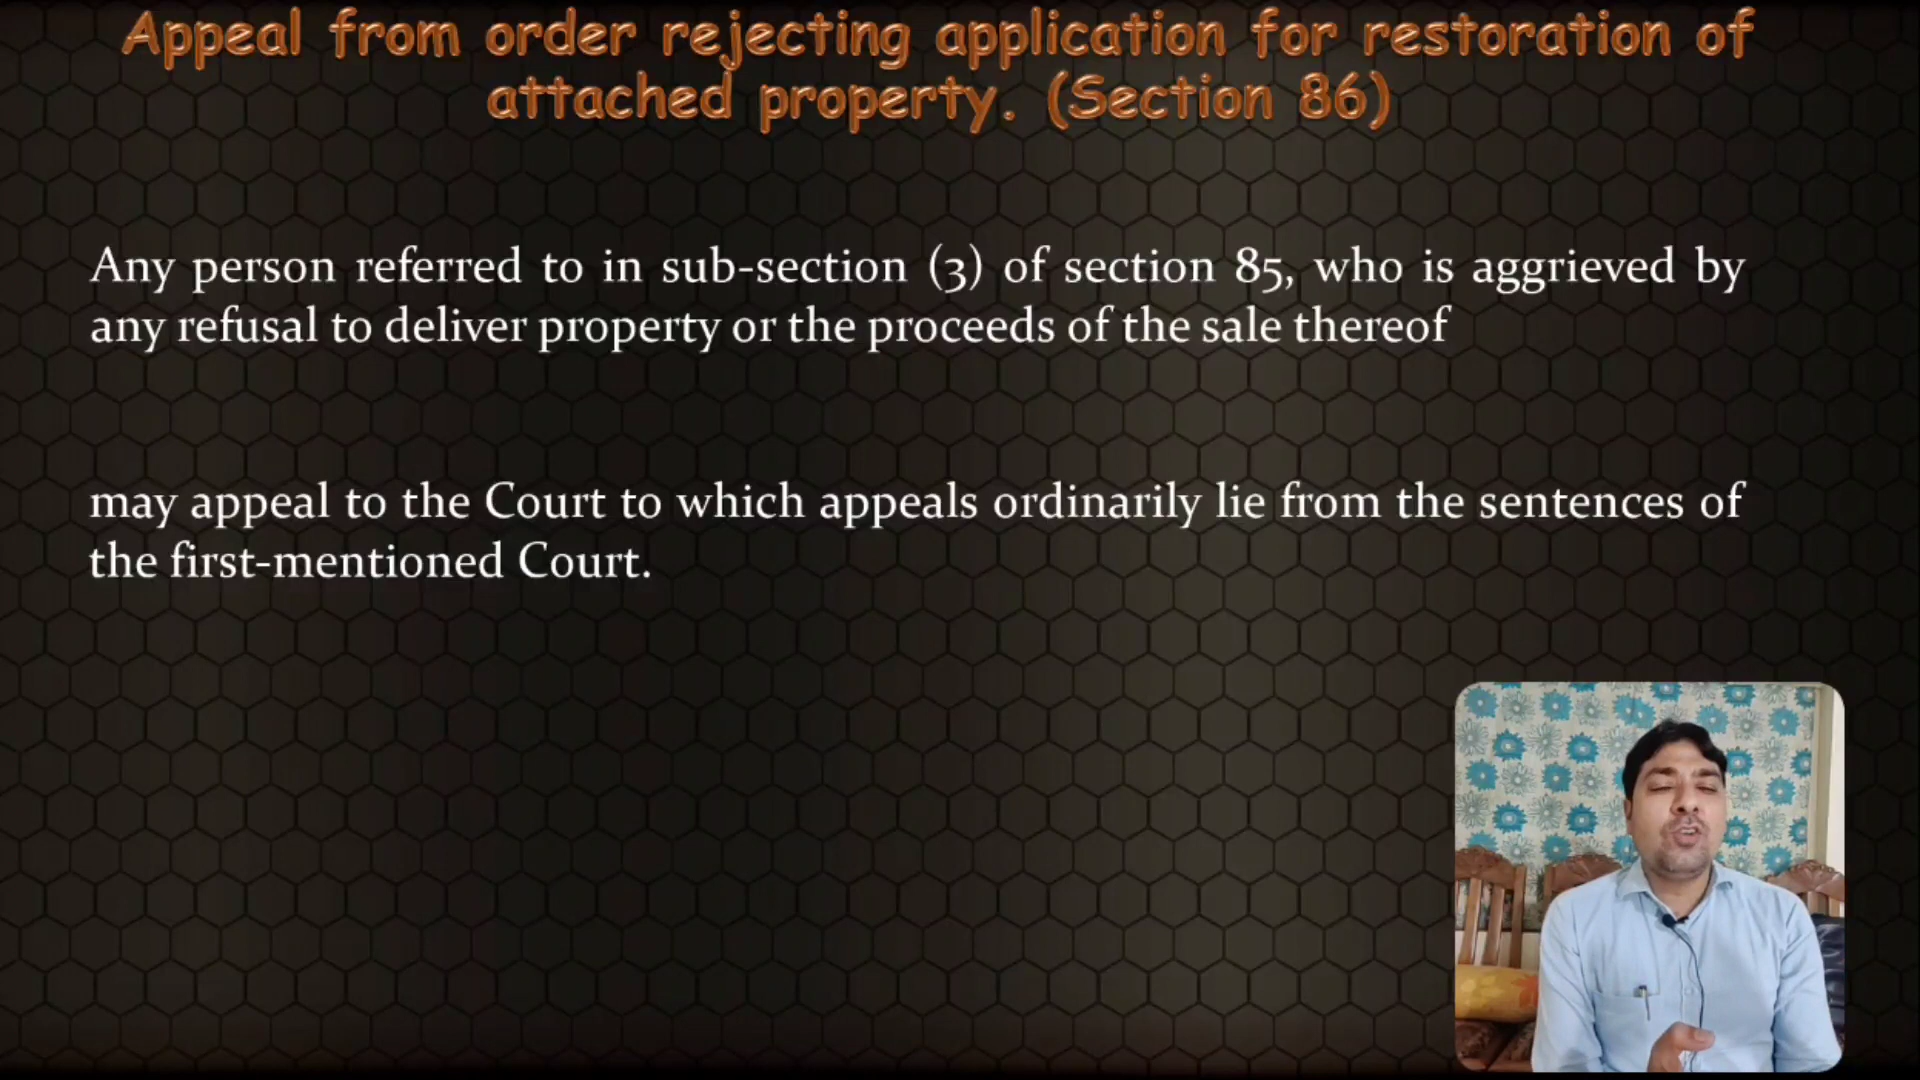 Appeal from order rejecting application for restoration of
attached property. (Section 86)
Any person referred to in sub-section (3) of section 85, who is aggrieved by
any refusal to deliver property or the proceeds of the sale thereof
may appeal to the Court to which appeals ordinarily lie from the sentences of
the first-mentioned Court.